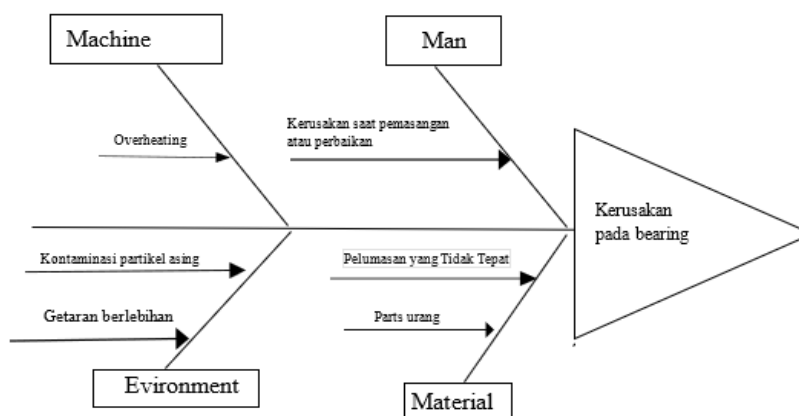 Machine
Man
Overheating
Kerusakan saat pemasangan
atau perbaikan
Kerusakan
pada bearing
Kontaminasi partikel asing
Pelumasan yang Tidak Tepat
Getaran berlebihan
Parts urang
Evironment
Material